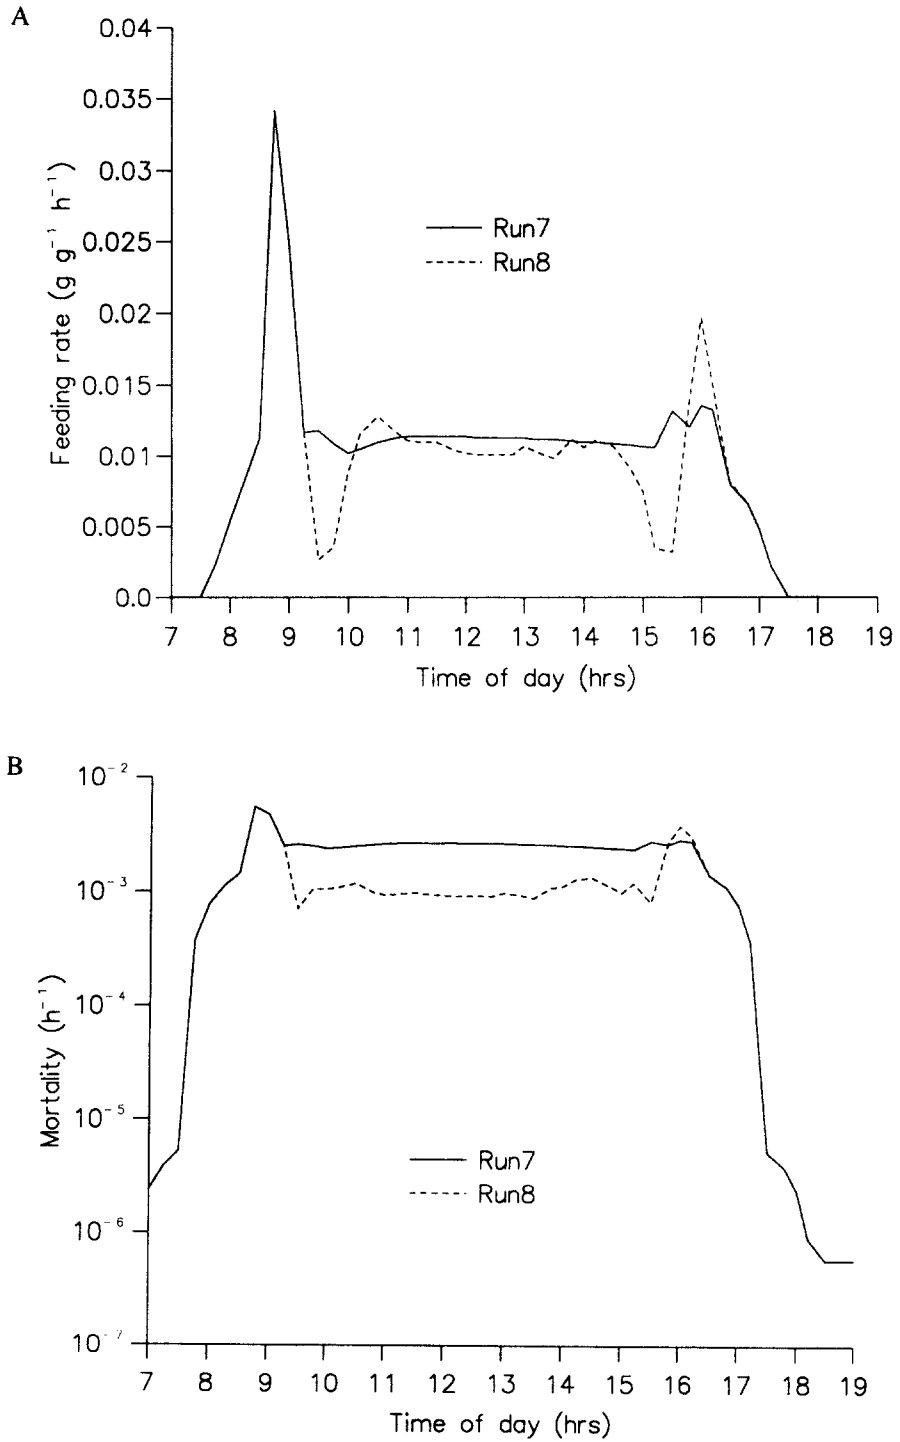 A
0.04
0.035
0.03
0.025
0.02
0.015
0.01
0.005
0.0
Feeding rate (g g⁻¹ h⁻¹)
Run7
Run8
7 8 9 10 11 12 13 14 15 16 17 18 19
Time of day (hrs)
B
10⁻²
10⁻³
10⁻⁴
10⁻⁵
10⁻⁶
10⁻⁷
Mortality (h⁻¹)
Run7
Run8
7 8 9 10 11 12 13 14 15 16 17 18 19
Time of day (hrs)